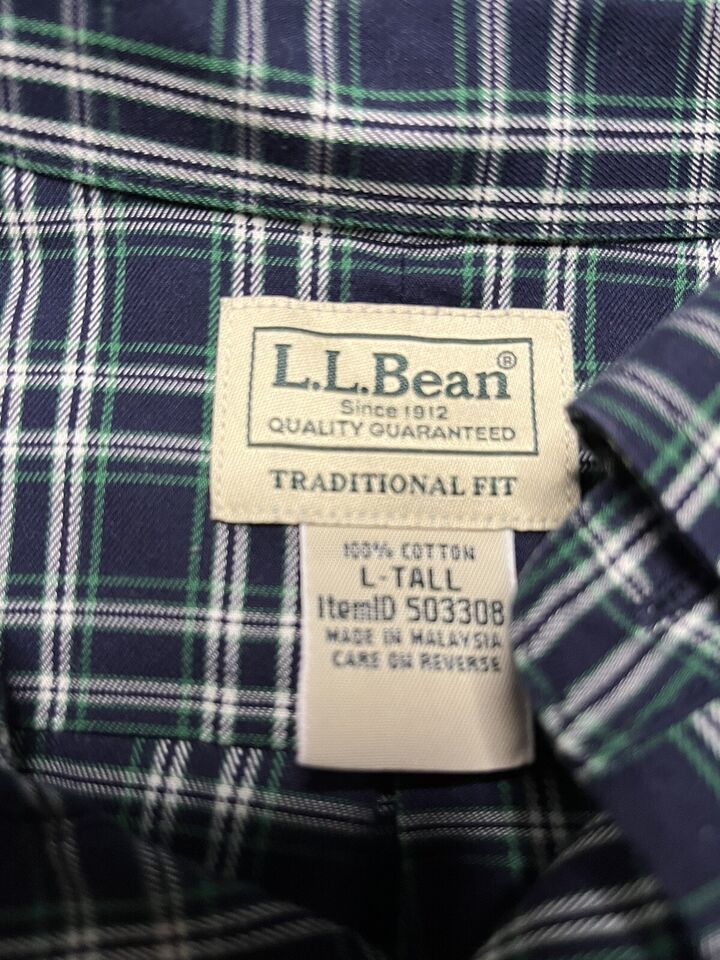 L.L.Bean®
Since 1912
QUALITY GUARANTEED
TRADITIONAL FIT
100% COTTON
L-TALL
ItemID 503308
MADE IN MALAYSIA
CARE ON REVERSE